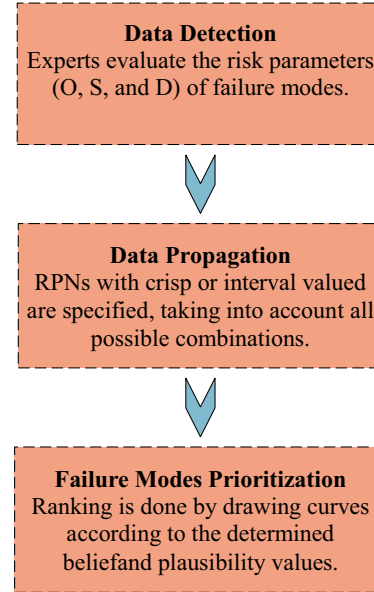 Data Detection
Experts evaluate the risk parameters
(O, S, and D) of failure modes.
Data Propagation
RPNs with crisp or interval valued
are specified, taking into account all
possible combinations.
Failure Modes Prioritization
Ranking is done by drawing curves
according to the determined
beliefand plausibility values.